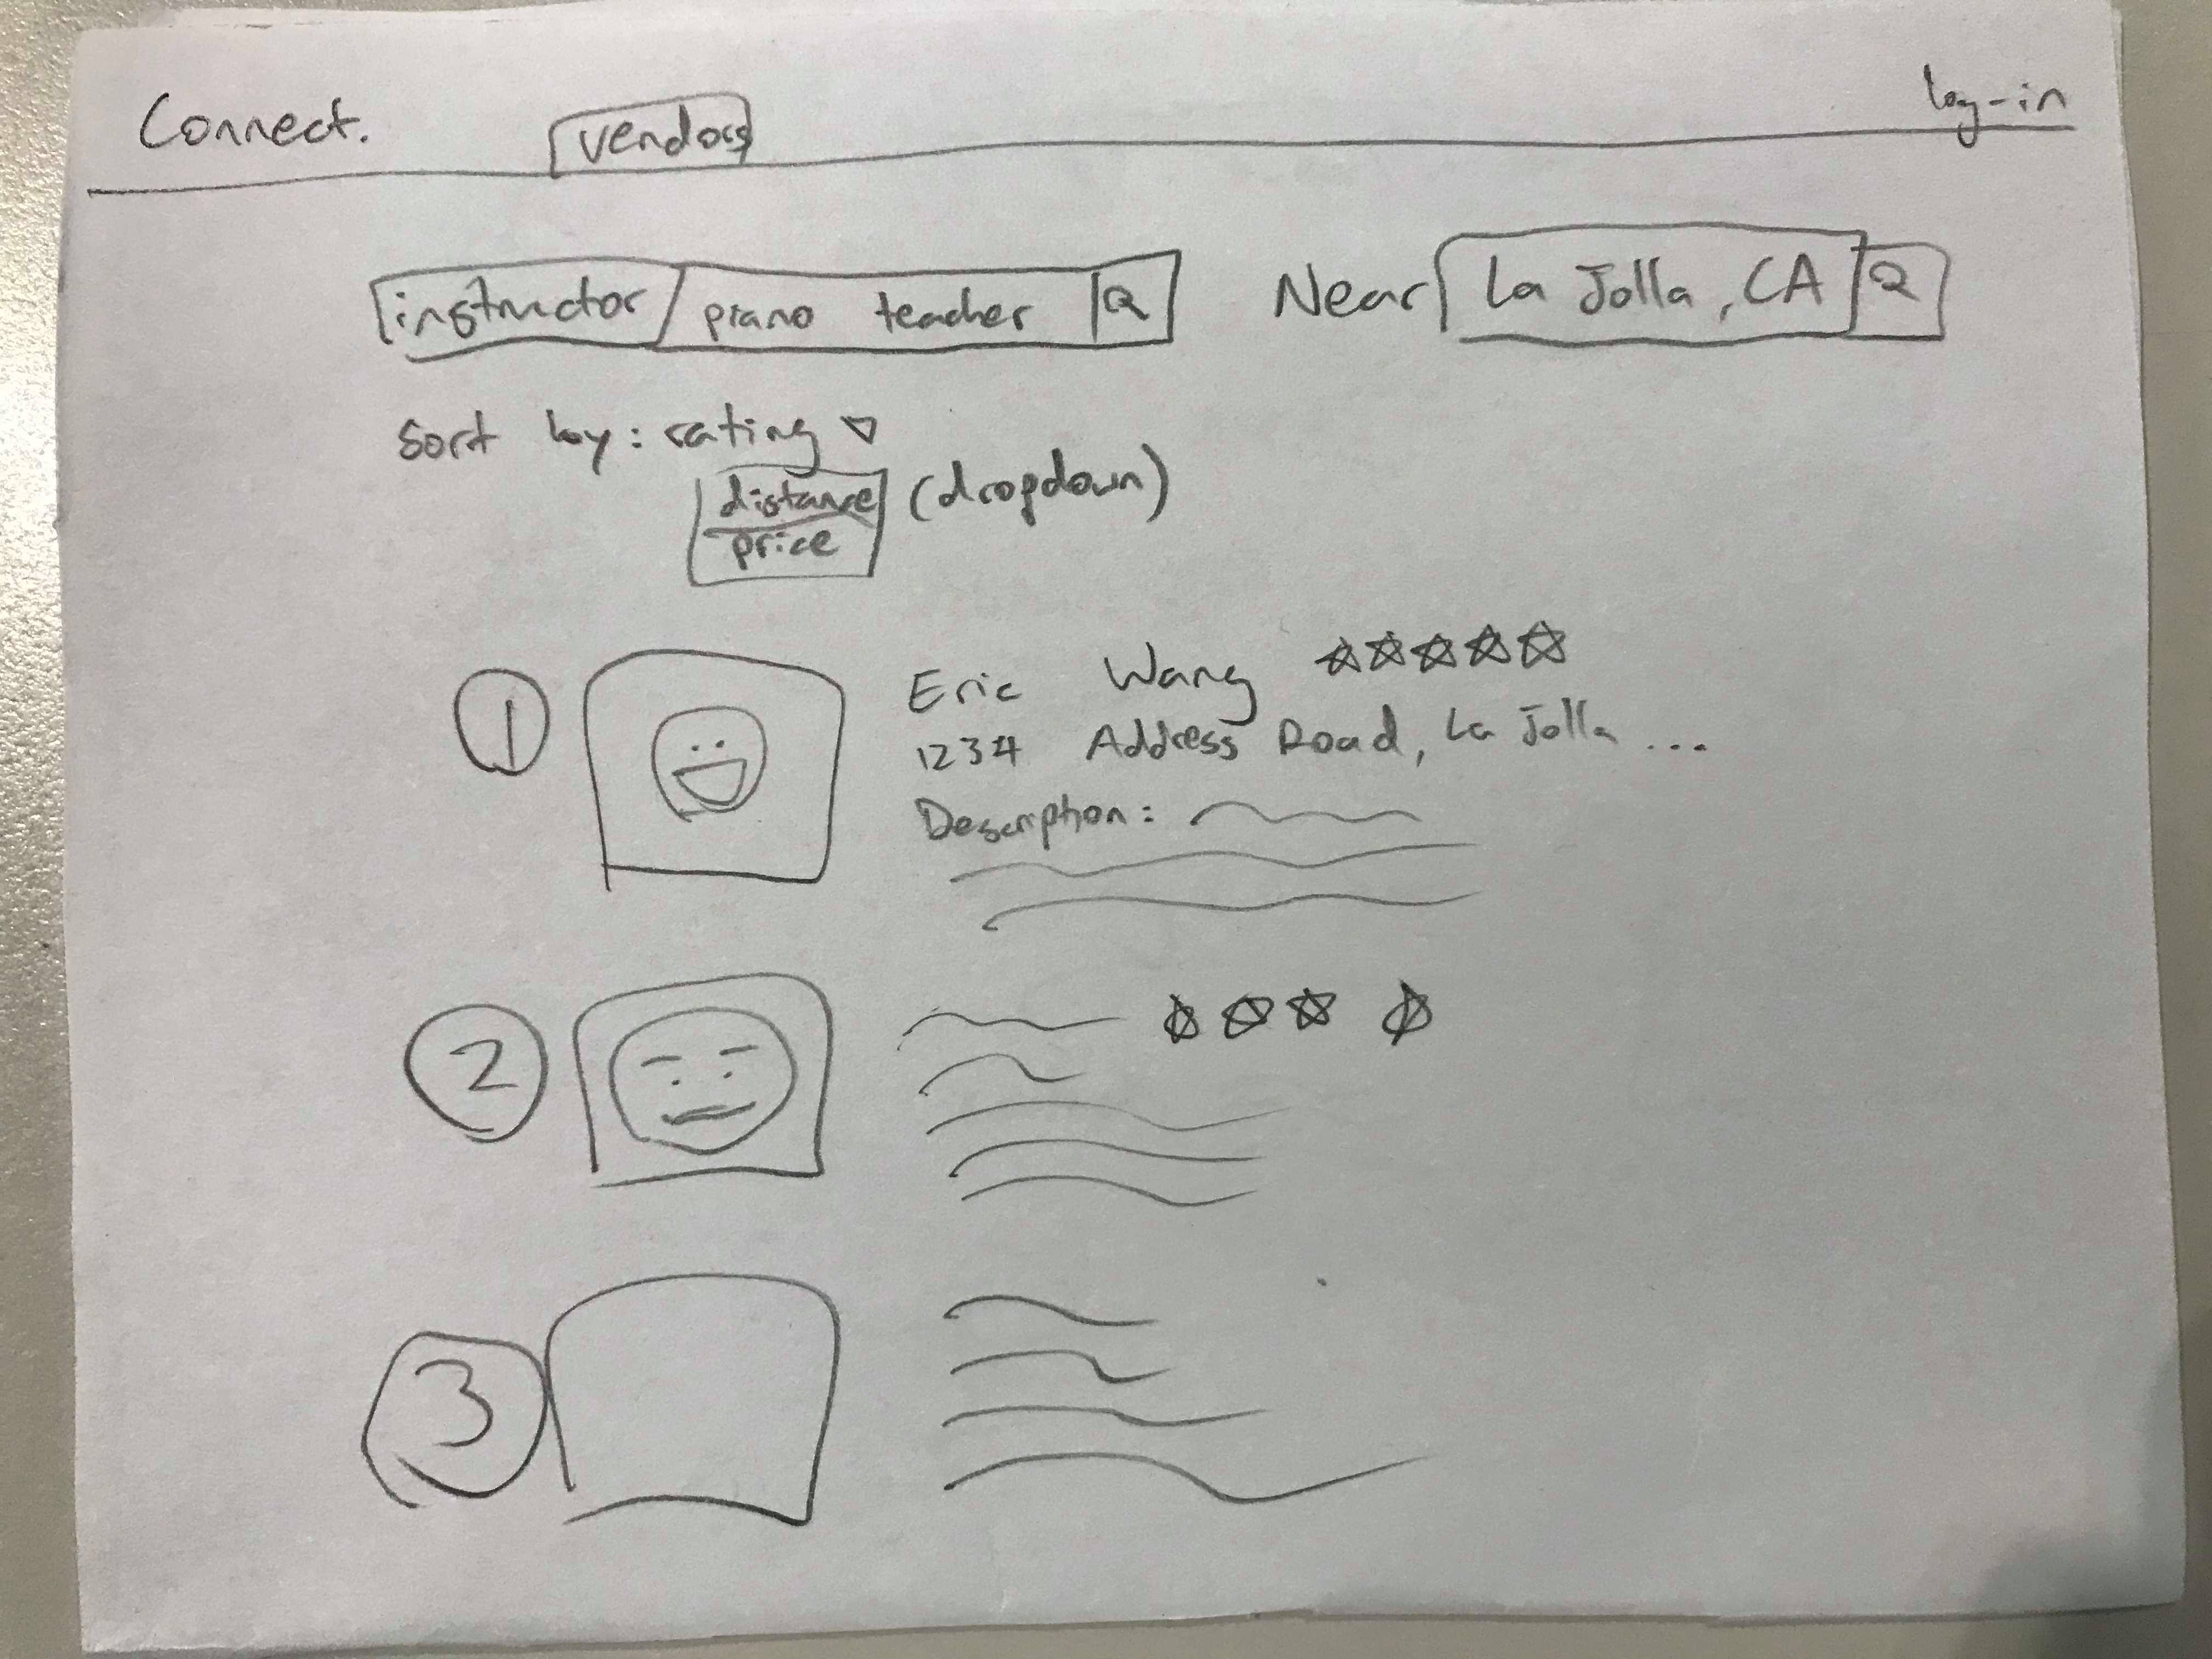 Connect. vendors log-in
instructor piano teacher Near La Jolla, CA
Sort by: rating
distance (dropdown)
price
1
Eric Wang
1234 Address Road, La Jolla ...
Description:
2
3